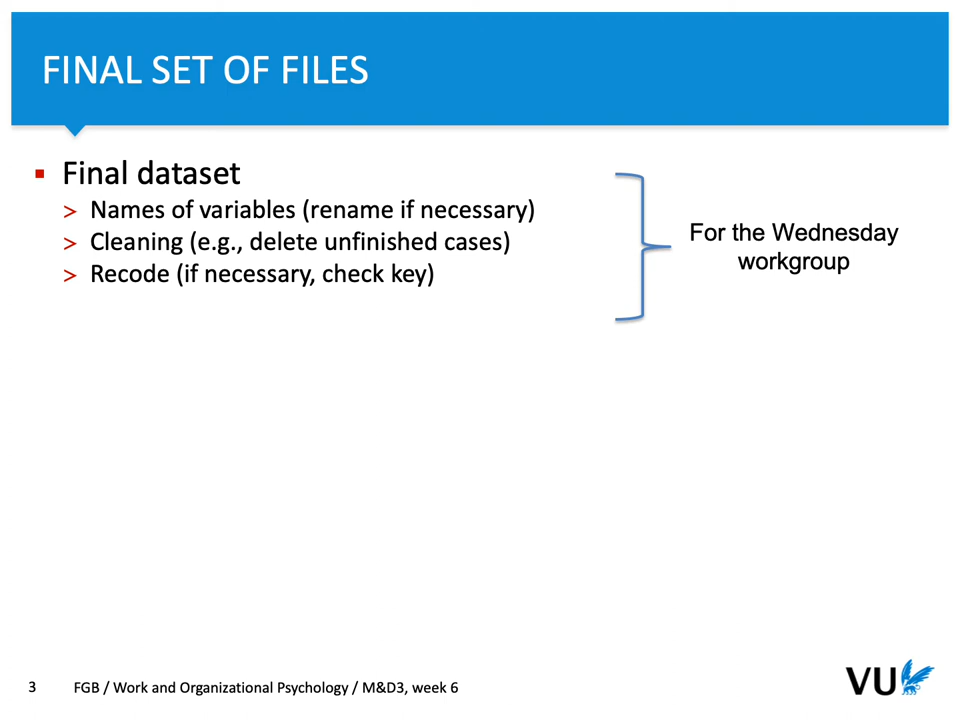 FINAL SET OF FILES
▪ Final dataset
> Names of variables (rename if necessary)
> Cleaning (e.g., delete unfinished cases)
> Recode (if necessary, check key)
For the Wednesday
workgroup
3 FGB / Work and Organizational Psychology / M&D3, week 6
VU